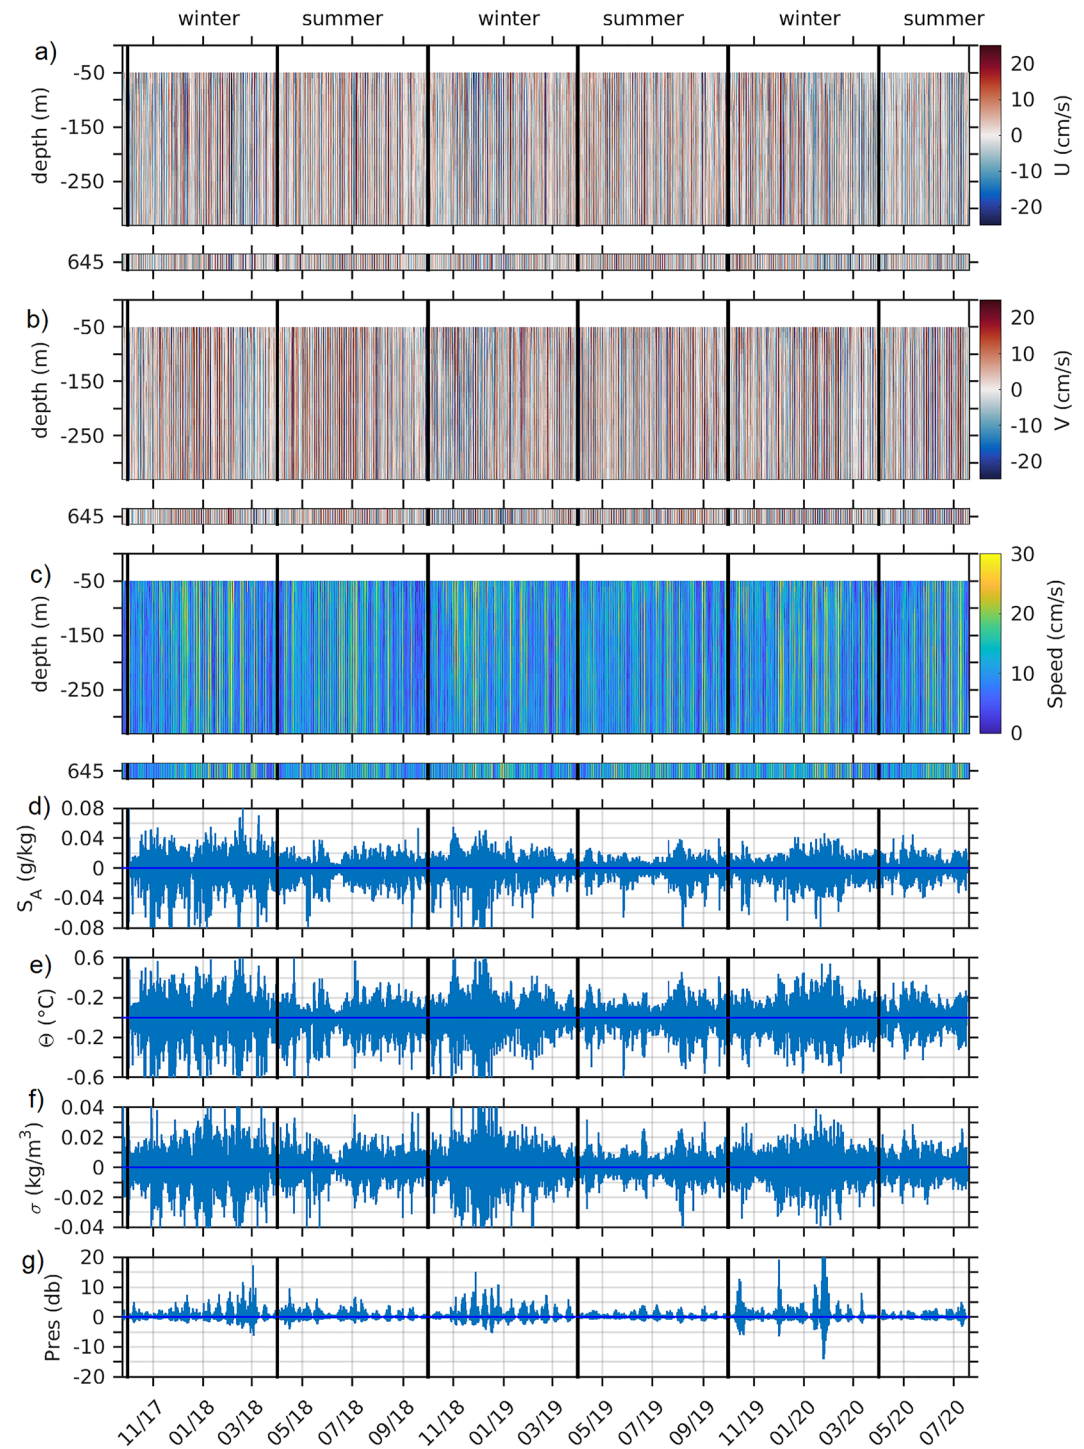 winter summer winter summer winter summer
a)
-50
-150
-250
depth (m)
645
20
10
0
-10
-20
U (cm/s)
b)
-50
-150
-250
depth (m)
645
20
10
0
-10
-20
V (cm/s)
c)
-50
-150
-250
depth (m)
645
30
20
10
0
Speed (cm/s)
d)
0.08
0.04
0
-0.04
-0.08
S_A (g/kg)
e)
0.6
-0.2
-0.2
-0.6
Θ (°C)
f)
0.04
0.02
0
-0.02
-0.04
σ (kg/m³)
g)
20
10
0
-10
-20
Pres (db)
11/17 01/18 03/18 05/18 07/18 09/18 11/18 01/19 03/19 05/19 07/19 09/19 11/19 01/20 03/20 05/20 07/20